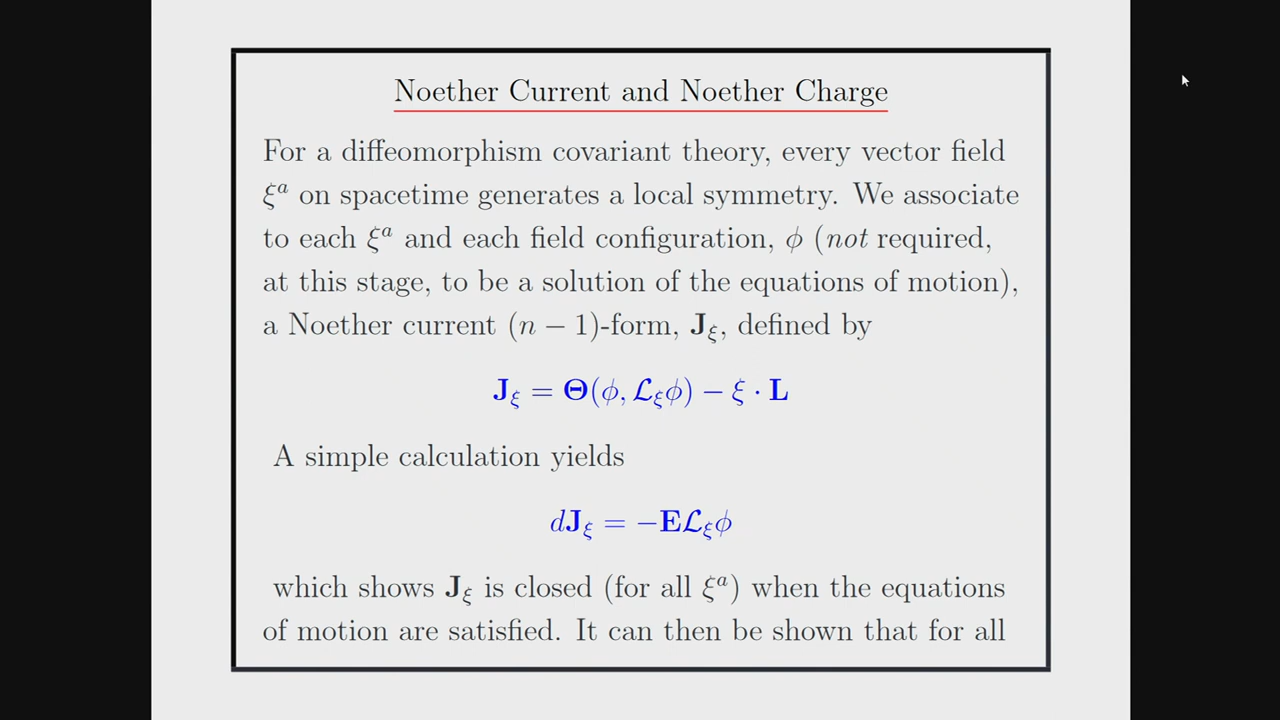 Noether Current and Noether Charge
For a diffeomorphism covariant theory, every vector field
ξᵃ on spacetime generates a local symmetry. We associate
to each ξᵃ and each field configuration, ϕ (not required,
at this stage, to be a solution of the equations of motion),
a Noether current (n − 1)-form, J_ξ, defined by
J_ξ = Θ(ϕ, ℒ_ξϕ) − ξ · L
A simple calculation yields
dJ_ξ = −Eℒ_ξϕ
which shows J_ξ is closed (for all ξᵃ) when the equations
of motion are satisfied. It can then be shown that for all